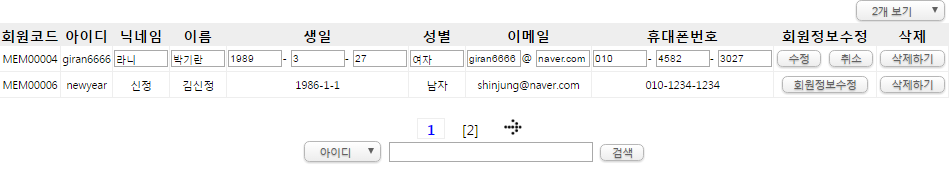 2개 보기
회원코드 아이디 닉네임 이름 생일 성별 이메일 휴대폰번호 회원정보수정 삭제
MEM00004 giran6666 라니 박기란 1989 - 3 - 27 여자 giran6666 @ naver.com 010 - 4582 - 3027 수정 취소 삭제하기
MEM00006 newyear 신정 김신정 1986-1-1 남자 shinjung@naver.com 010-1234-1234 회원정보수정 삭제하기
1 [2]
아이디 검색